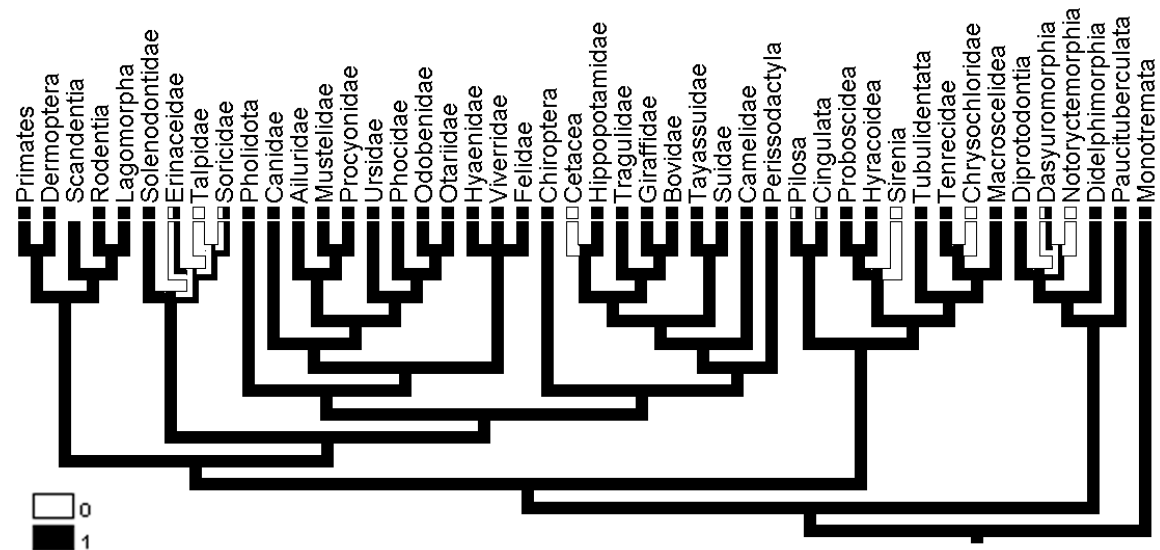 Primates
Dermoptera
Scandentia
Rodentia
Lagomorpha
Solenodontidae
Erinaceidae
Talpidae
Soricidae
Pholidota
Canidae
Ailuridae
Mustelidae
Procyonidae
Ursidae
Phocidae
Odobenidae
Otariidae
Hyaenidae
Viverridae
Felidae
Chiroptera
Cetacea
Hippopotamidae
Tragulidae
Giraffidae
Bovidae
Tayassuidae
Suidae
Camelidae
Perissodactyla
Pilosa
Cingulata
Proboscidea
Hyracoidea
Sirenia
Tubulidentata
Tenrecidae
Chrysochloridae
Macroscelidea
Diprotodontia
Dasyuromorphia
Notoryctemorphia
Didelphimorphia
Paucituberculata
Monotremata
0
1